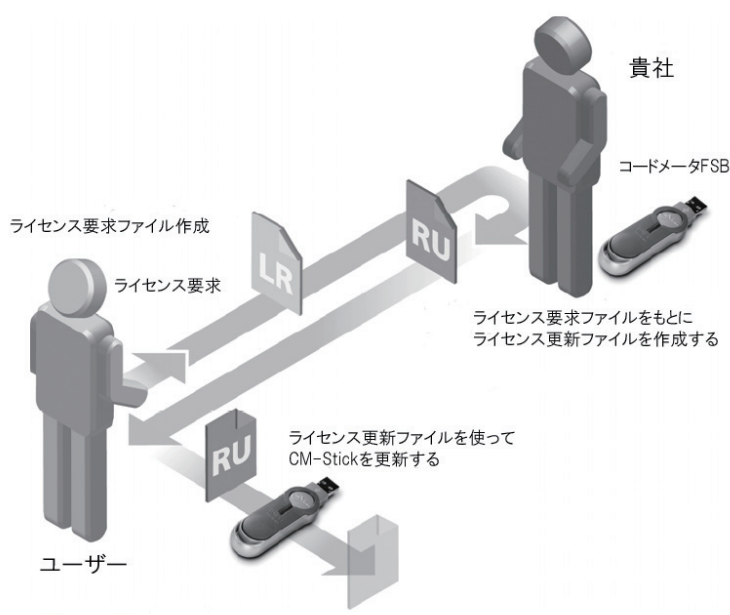 貴社
コードメータFSB
ライセンス要求ファイル作成
RU
LR
ライセンス要求
ライセンス要求ファイルをもとに
ライセンス更新ファイルを作成する
ライセンス更新ファイルを使って
CM-Stickを更新する
RU
ユーザー